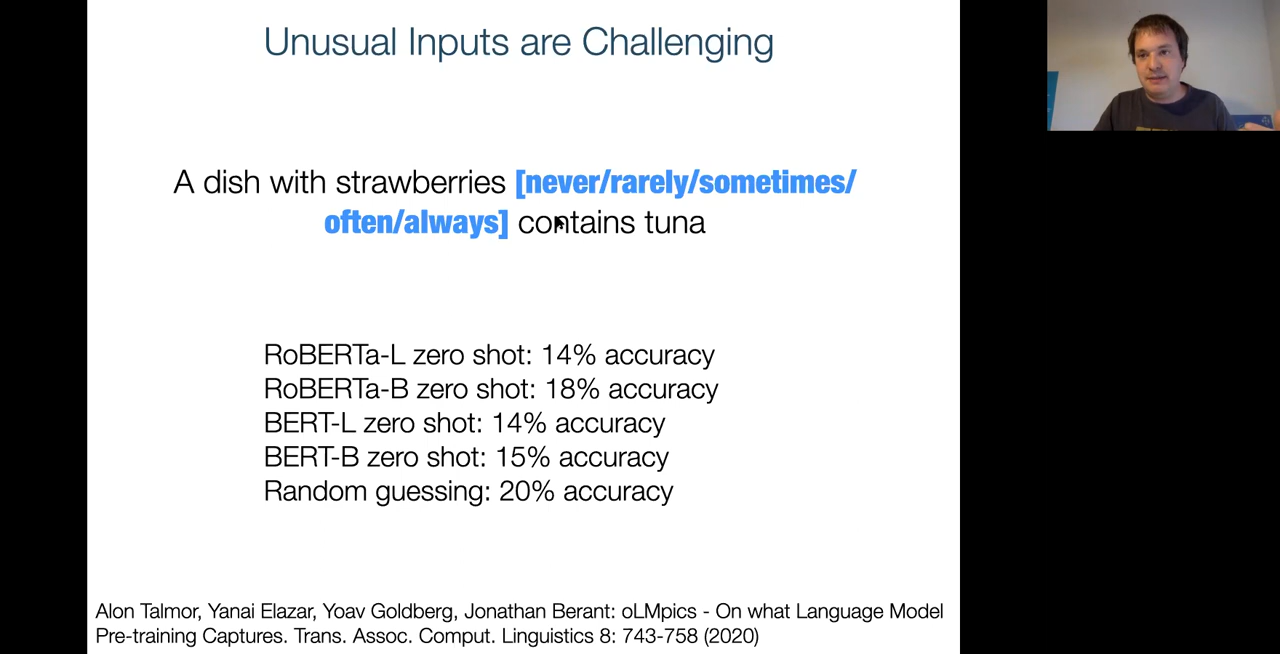 Unusual Inputs are Challenging
A dish with strawberries [never/rarely/sometimes/
often/always] contains tuna
RoBERTa-L zero shot: 14% accuracy
RoBERTa-B zero shot: 18% accuracy
BERT-L zero shot: 14% accuracy
BERT-B zero shot: 15% accuracy
Random guessing: 20% accuracy
Alon Talmor, Yanai Elazar, Yoav Goldberg, Jonathan Berant: oLMpics - On what Language Model
Pre-training Captures. Trans. Assoc. Comput. Linguistics 8: 743-758 (2020)